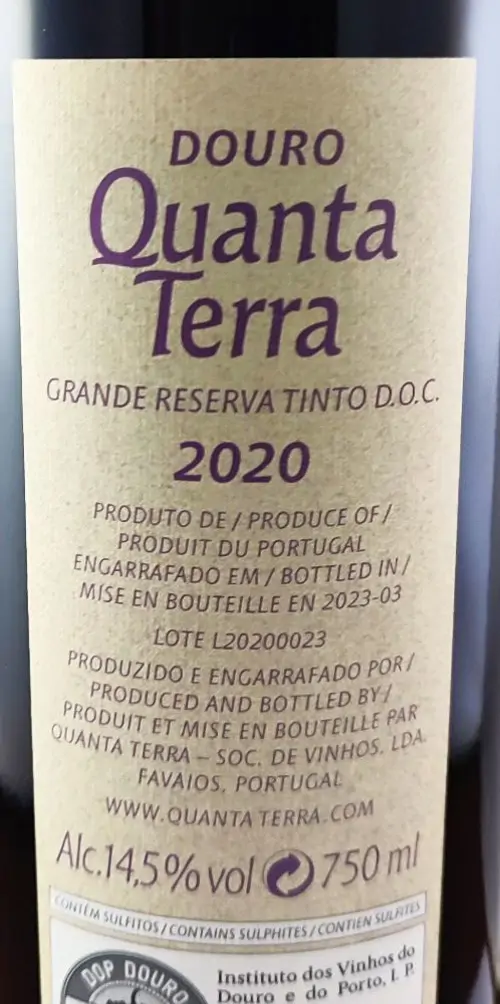 DOURO
Quanta
Terra
GRANDE RESERVA TINTO D.O.C.
2020
PRODUTO DE / PRODUCE OF /
PRODUIT DU PORTUGAL
ENGARRAFADO EM / BOTTLED IN /
MISE EN BOUTEILLE EN 2023-03
LOTE L20200023
PRODUZIDO E ENGARRAFADO POR /
PRODUCED AND BOTTLED BY /
PRODUIT ET MISE EN BOUTEILLE PAR
QUANTA TERRA – SOC. DE VINHOS, LDA.
FAVAIOS, PORTUGAL
WWW.QUANTATERRA.COM
Alc.14,5% vol 750 ml
CONTÉM SULFITOS / CONTAINS SULPHITES / CONTIEN SULFITES
DOP DOURO
Instituto dos Vinhos do
Douro e do Porto, I. P.